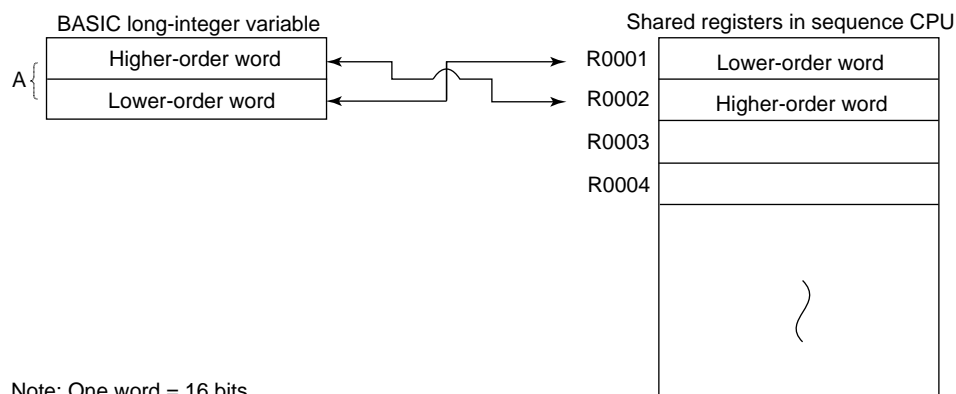 BASIC long-integer variable
Shared registers in sequence CPU
A
Higher-order word
Lower-order word
R0001
Lower-order word
R0002
Higher-order word
R0003
R0004
Note: One word = 16 bits